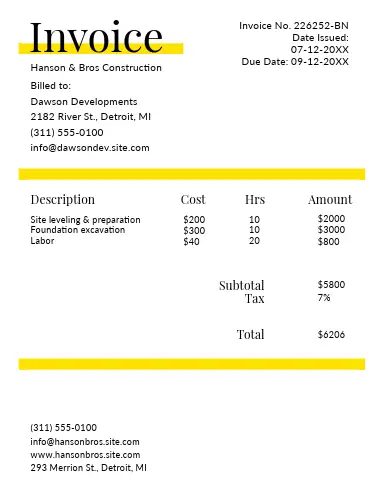 Invoice
Invoice No. 226252-BN
Date Issued:
07-12-20XX
Due Date: 09-12-20XX
Hanson & Bros Construction
Billed to:
Dawson Developments
2182 River St., Detroit, MI
(311) 555-0100
info@dawsondev.site.com
Description Cost Hrs Amount
Site leveling & preparation $200 10 $2000
Foundation excavation $300 10 $3000
Labor $40 20 $800
Subtotal $5800
Tax 7%
Total $6206
(311) 555-0100
info@hansonbros.site.com
www.hansonbros.site.com
293 Merrion St., Detroit, MI